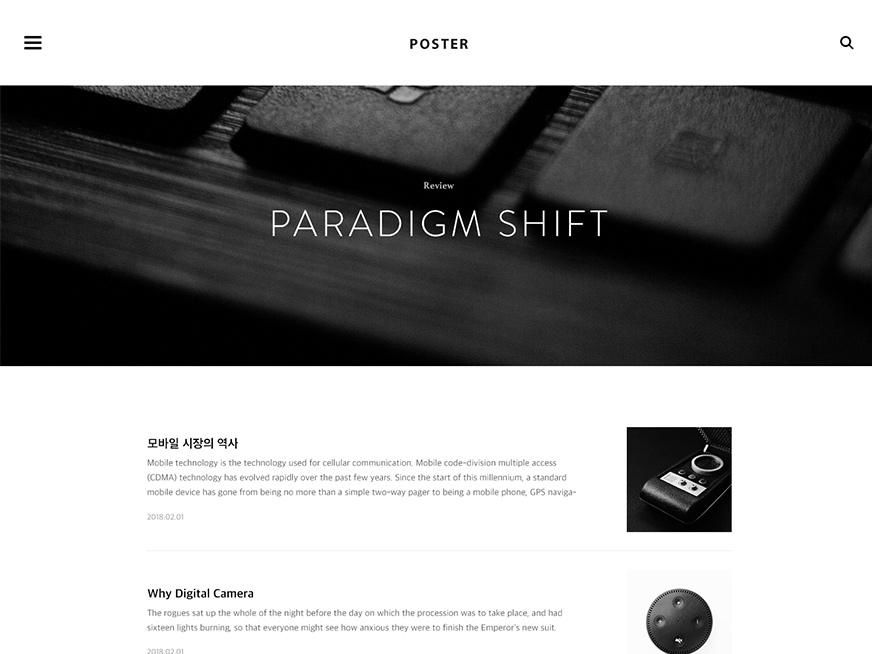 POSTER
Review
PARADIGM SHIFT
모바일 시장의 역사
Mobile technology is the technology used for cellular communication. Mobile code-division multiple access
(CDMA) technology has evolved rapidly over the past few years. Since the start of this millennium, a standard
mobile device has gone from being no more than a simple two-way pager to being a mobile phone, GPS naviga-
2018.02.01
Why Digital Camera
The rogues sat up the whole of the night before the day on which the procession was to take place, and had
sixteen lights burning, so that everyone might see how anxious they were to finish the Emperor's new suit.
2018.02.01